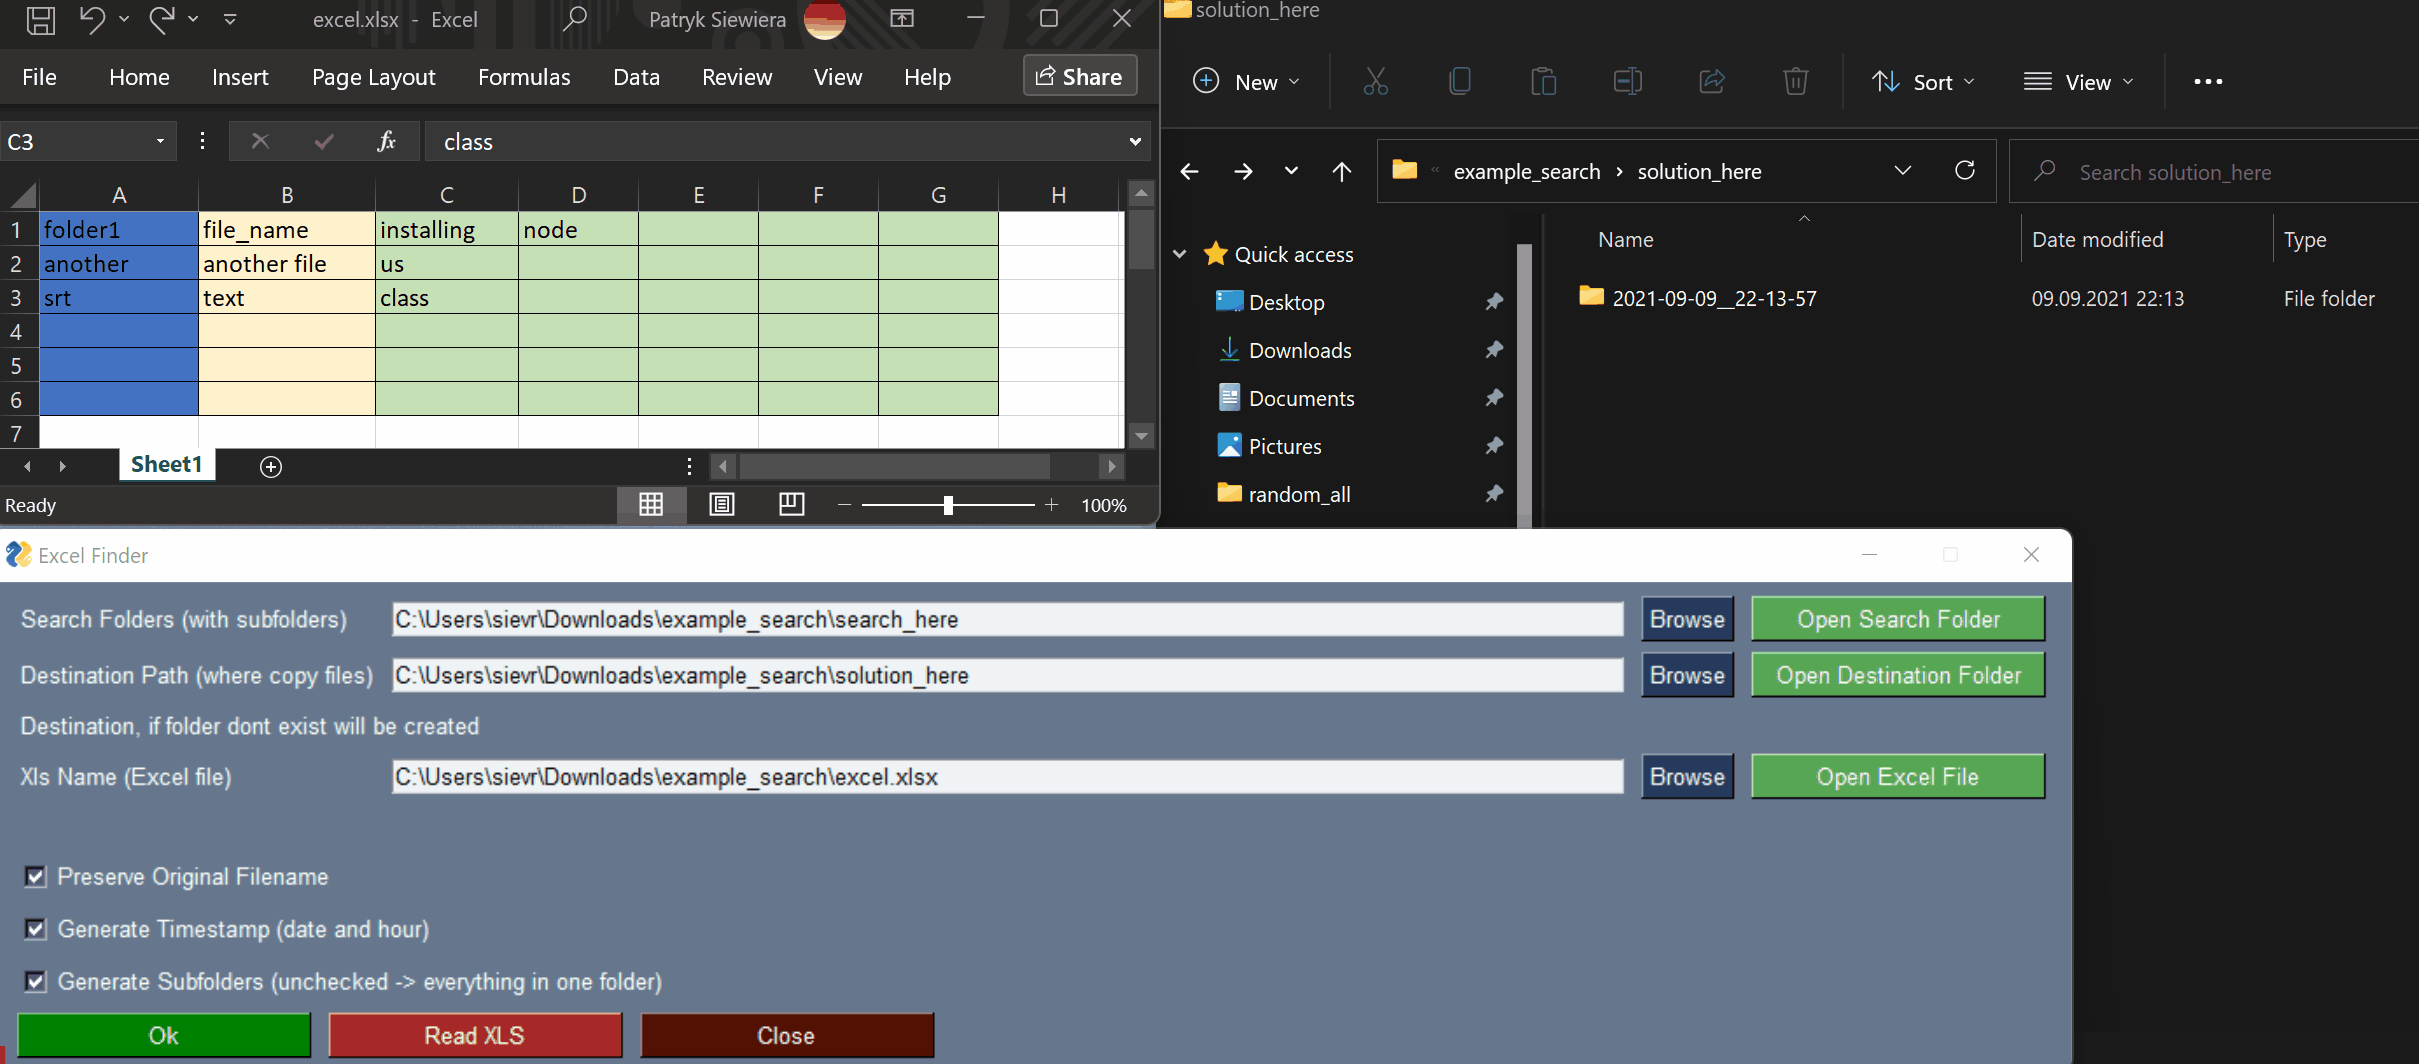 excel.xlsx - Excel
Patryk Siewiera
File Home Insert Page Layout Formulas Data Review View Help Share
C3 fx class
A B C D E F G H
1 folder1 file_name installing node
2 another another file us
3 srt text class
4
5
6
7
Sheet1
Ready
100%
solution_here
New Sort View
« example_search › solution_here
Search solution_here
Quick access
Desktop
Downloads
Documents
Pictures
random_all
Name Date modified Type
2021-09-09__22-13-57 09.09.2021 22:13 File folder
Excel Finder
Search Folders (with subfolders) C:\Users\sievr\Downloads\example_search\search_here Browse Open Search Folder
Destination Path (where copy files) C:\Users\sievr\Downloads\example_search\solution_here Browse Open Destination Folder
Destination, if folder dont exist will be created
Xls Name (Excel file) C:\Users\sievr\Downloads\example_search\excel.xlsx Browse Open Excel File
Preserve Original Filename
Generate Timestamp (date and hour)
Generate Subfolders (unchecked -> everything in one folder)
Ok Read XLS Close